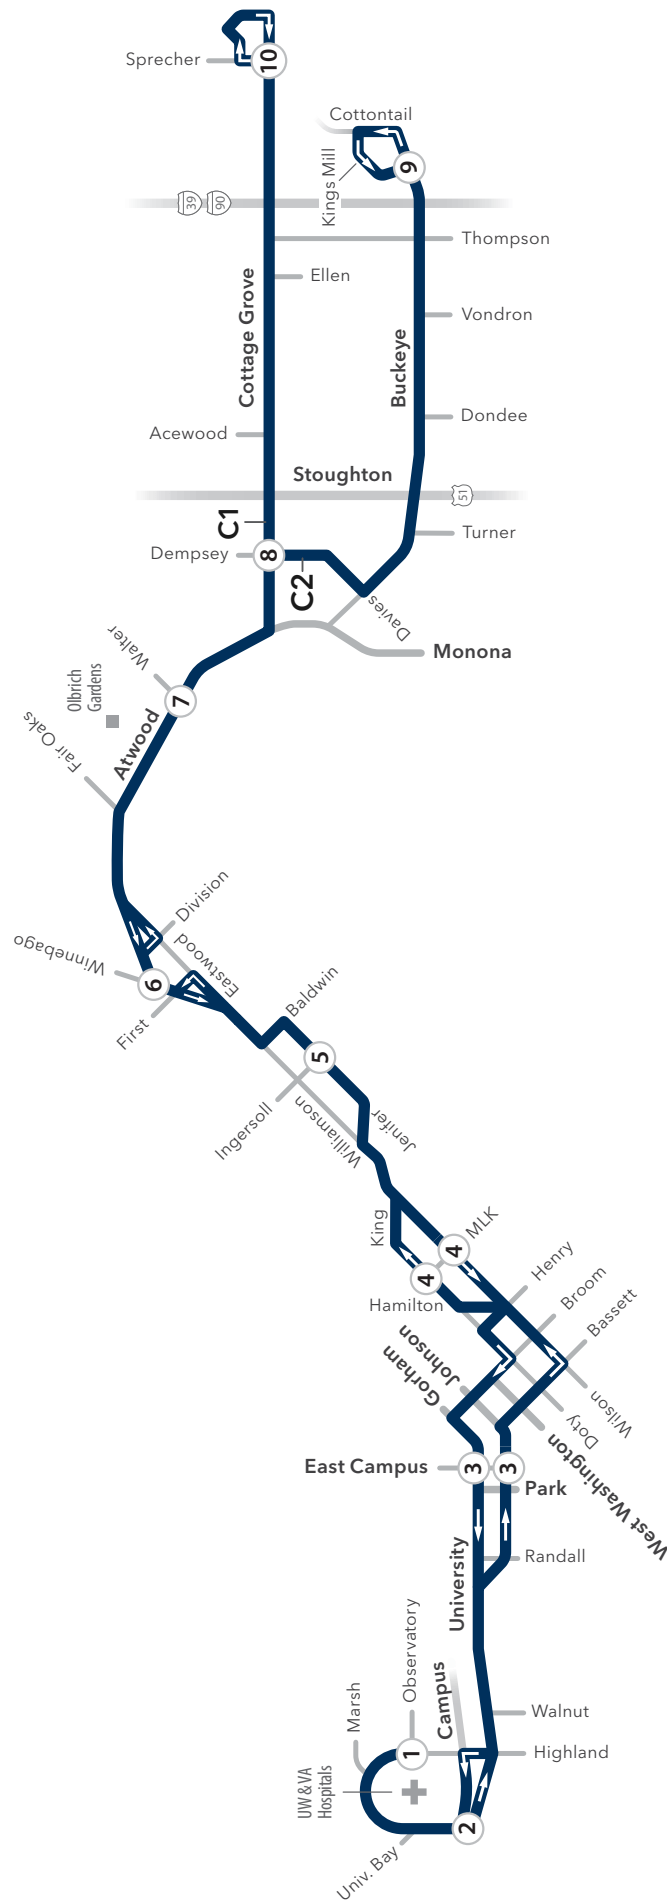 Sprecher
10
Cottontail
Kings Mill
9
39
90
Thompson
Ellen
Cottage Grove
Vondron
Buckeye
Dondee
Acewood
Stoughton
51
C1
Turner
Dempsey
8
C2
Davies
Monona
Walter
Olbrich
Gardens
7
Fair Oaks
Atwood
Division
Winnebago
Eastwood
6
First
Baldwin
5
Ingersoll
Williamson
Jenifer
King
MLK
4
4
Henry
Hamilton
Broom
Bassett
Johnson
Gorham
Wilson
Doty
West Washington
East Campus
3
3
Park
University
Randall
Observatory
Campus
Marsh
Walnut
1
Highland
UW & VA
Hospitals
2
Univ. Bay